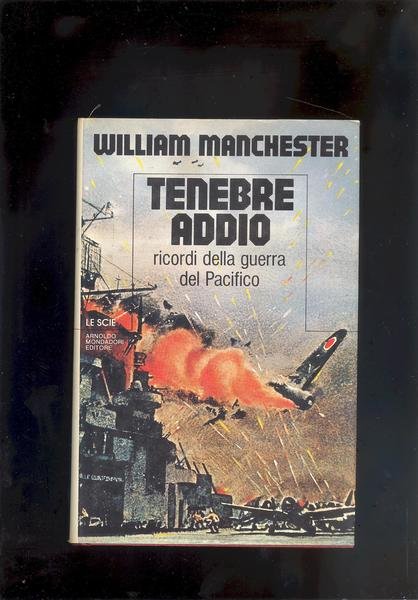 WILLIAM MANCHESTER
TENEBRE
ADDIO
ricordi della guerra
del Pacifico
LE SCIE
ARNOLDO
MONDADORI
EDITORE